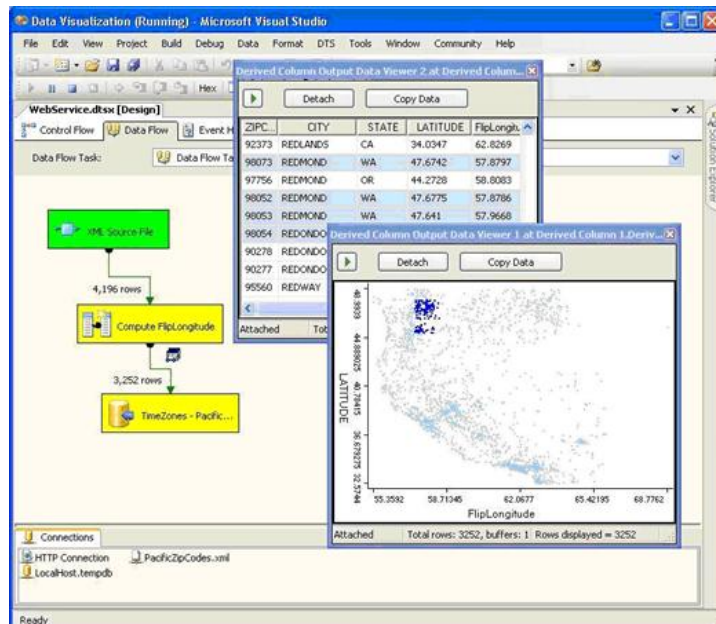 Data Visualization (Running) - Microsoft Visual Studio
File Edit View Project Build Debug Data Format DTS Tools Window Community Help
Hex
WebService.dtsx [Design]
Control Flow Data Flow Event H
Data Flow Task: Data Flow Ta
XML Source File
4,196 rows
Compute FlipLongitude
3,252 rows
TimeZones - Pacific...
Derived Column Output Data Viewer 2 at Derived Colum...
Detach Copy Data
ZIPC... CITY STATE LATITUDE FlipLongitu
92373 REDLANDS CA 34.0347 62.8269
98073 REDMOND WA 47.6742 57.8797
97756 REDMOND OR 44.2728 58.8083
98052 REDMOND WA 47.6775 57.8786
98053 REDMOND WA 47.641 57.9668
98054 REDONDO
90278 REDONDO
90277 REDONDO
95560 REDWAY
Attached Tot
Derived Column Output Data Viewer 1 at Derived Column 1.Deriv...
Detach Copy Data
48.9939
44.889025
40.78415
36.679275
32.5744
LATITUDE
55.3592 58.71345 62.0677 65.42195 68.7762
FlipLongitude
Attached Total rows: 3252, buffers: 1 Rows displayed = 3252
Solution Explorer
Connections
HTTP Connection PacificZipCodes.xml
LocalHost.tempdb
Ready